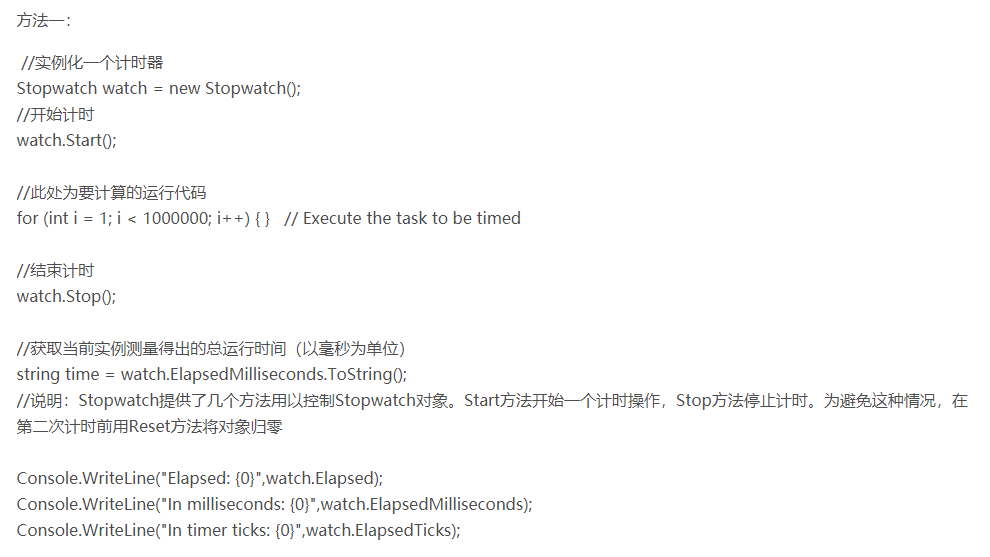 方法一：
//实例化一个计时器
Stopwatch watch = new Stopwatch();
//开始计时
watch.Start();
//此处为要计算的运行代码
for (int i = 1; i < 1000000; i++) { }   // Execute the task to be timed
//结束计时
watch.Stop();
//获取当前实例测量得出的总运行时间（以毫秒为单位）
string time = watch.ElapsedMilliseconds.ToString();
//说明：Stopwatch提供了几个方法用以控制Stopwatch对象。Start方法开始一个计时操作，Stop方法停止计时。为避免这种情况，在
第二次计时前用Reset方法将对象归零
Console.WriteLine("Elapsed: {0}",watch.Elapsed);
Console.WriteLine("In milliseconds: {0}",watch.ElapsedMilliseconds);
Console.WriteLine("In timer ticks: {0}",watch.ElapsedTicks);